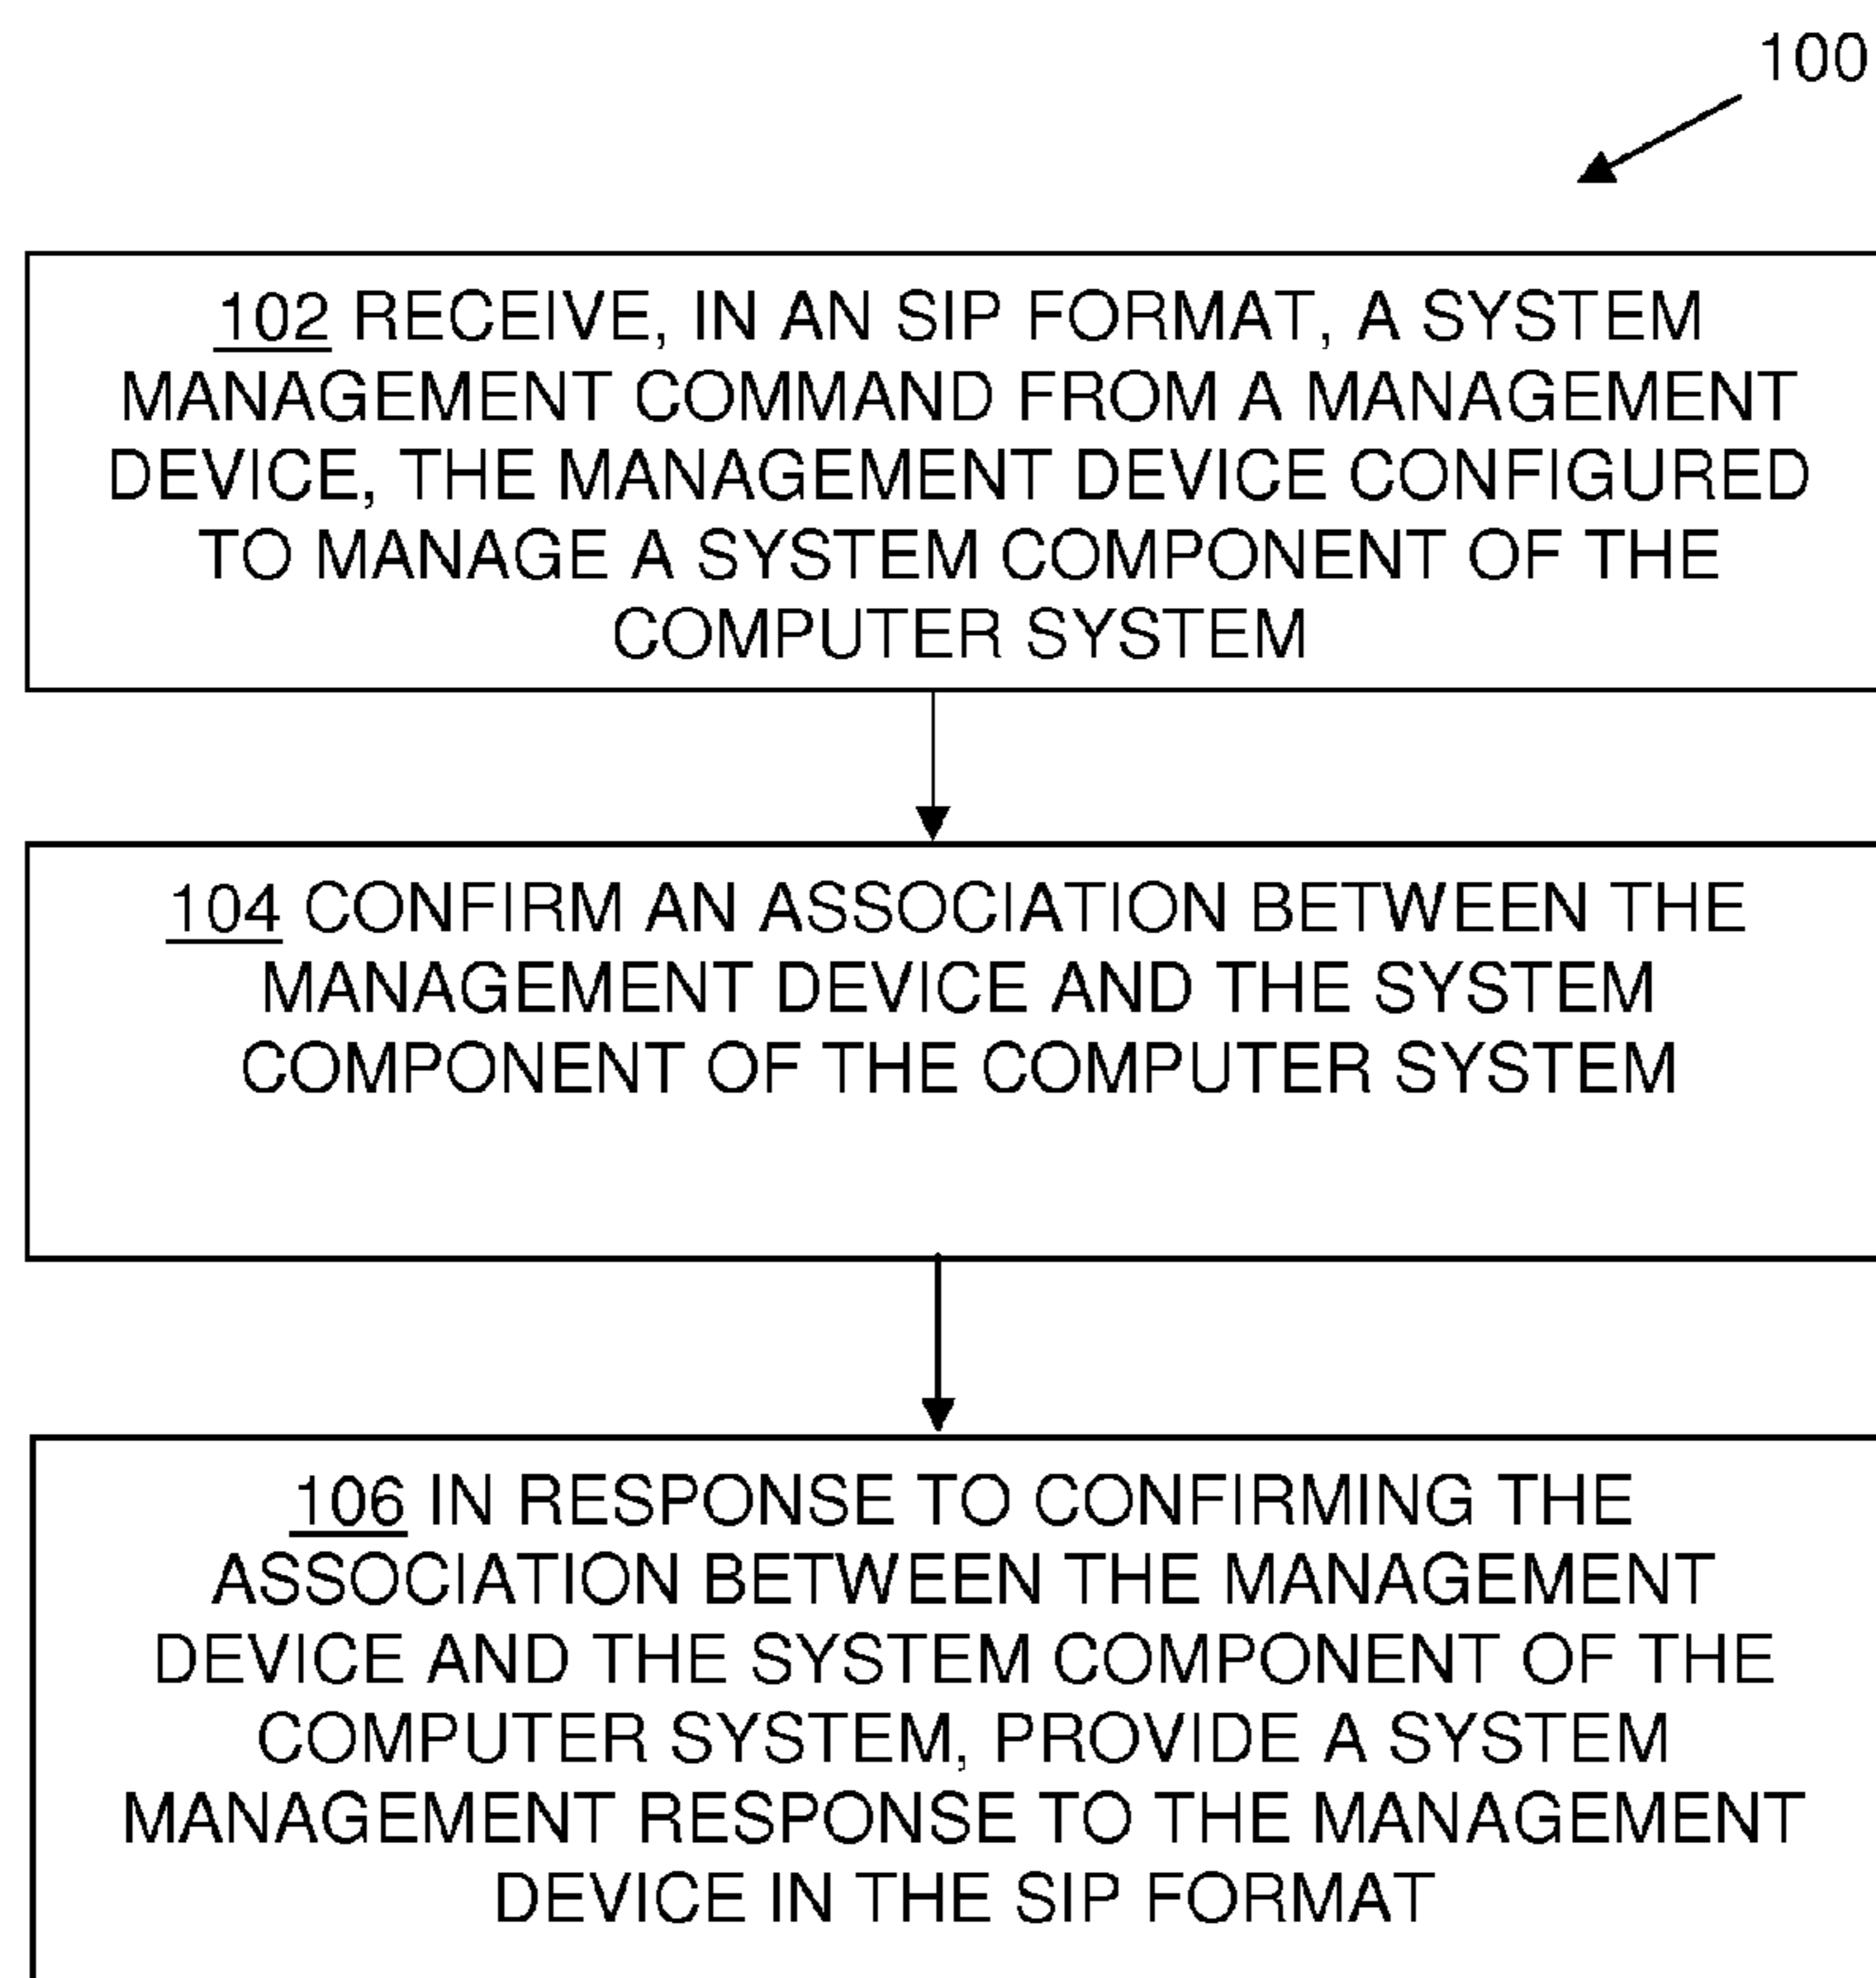 100
102 RECEIVE, IN AN SIP FORMAT, A SYSTEM
MANAGEMENT COMMAND FROM A MANAGEMENT
DEVICE, THE MANAGEMENT DEVICE CONFIGURED
TO MANAGE A SYSTEM COMPONENT OF THE
COMPUTER SYSTEM
104 CONFIRM AN ASSOCIATION BETWEEN THE
MANAGEMENT DEVICE AND THE SYSTEM
COMPONENT OF THE COMPUTER SYSTEM
106 IN RESPONSE TO CONFIRMING THE
ASSOCIATION BETWEEN THE MANAGEMENT
DEVICE AND THE SYSTEM COMPONENT OF THE
COMPUTER SYSTEM, PROVIDE A SYSTEM
MANAGEMENT RESPONSE TO THE MANAGEMENT
DEVICE IN THE SIP FORMAT